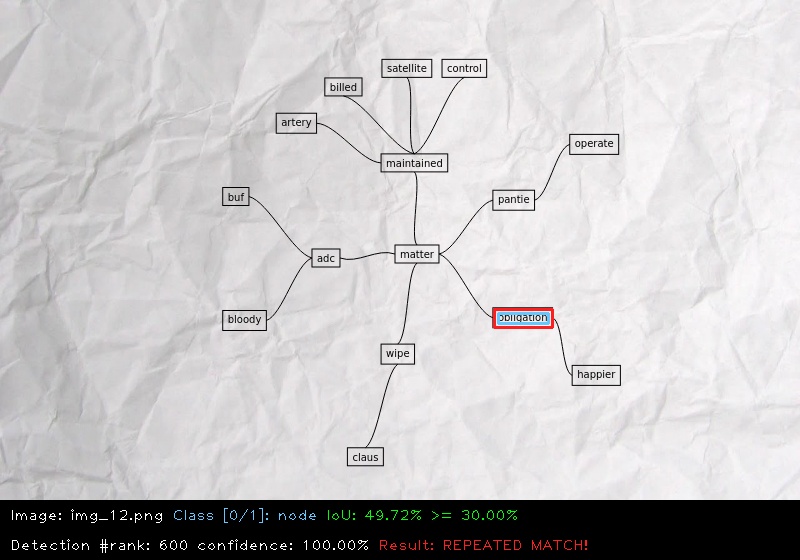 satellite
control
billed
artery
operate
maintained
buf
pantie
adc
matter
bloody
obligation
wipe
happier
claus
Image: img_12.png Class [0/1]: node IoU: 49.72% >= 30.00%
Detection #rank: 600 confidence: 100.00% Result: REPEATED MATCH!